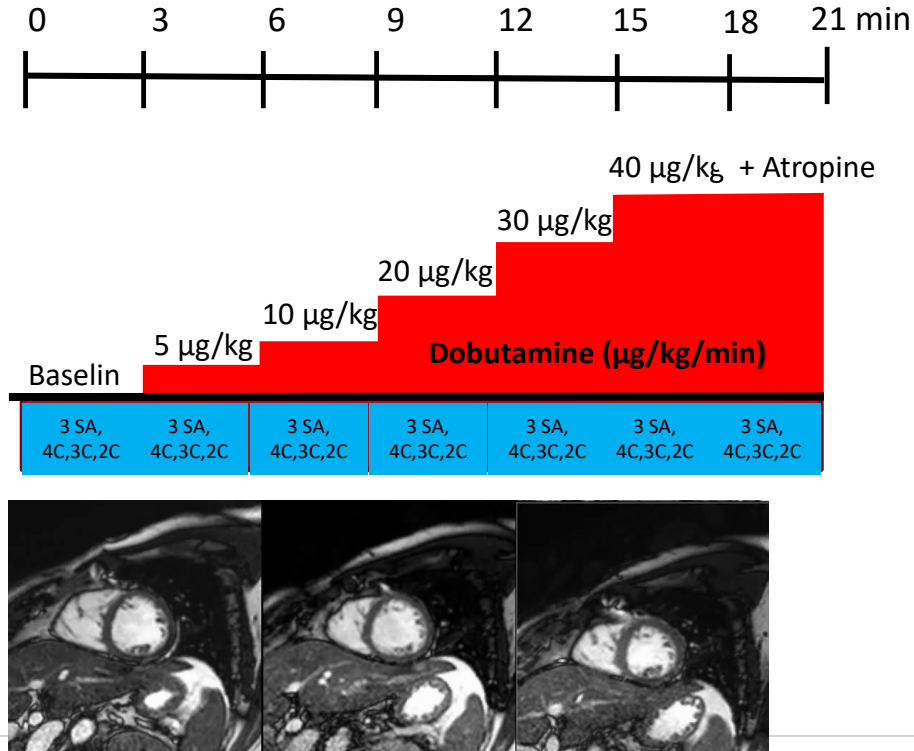 0 3 6 9 12 15 18 21 min
40 µg/kg + Atropine
30 µg/kg
20 µg/kg
10 µg/kg
5 µg/kg
Dobutamine (µg/kg/min)
Baselin
3 SA, 3 SA, 3 SA, 3 SA, 3 SA, 3 SA, 3 SA,
4C,3C,2C 4C,3C,2C 4C,3C,2C 4C,3C,2C 4C,3C,2C 4C,3C,2C 4C,3C,2C